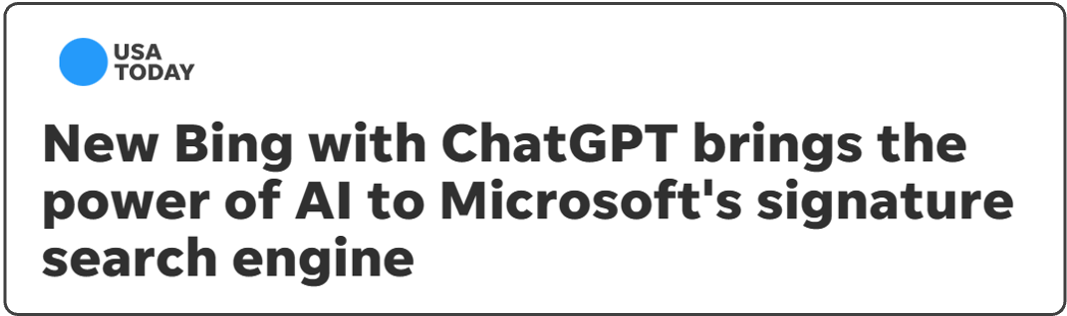 USA
TODAY
New Bing with ChatGPT brings the
power of AI to Microsoft's signature
search engine